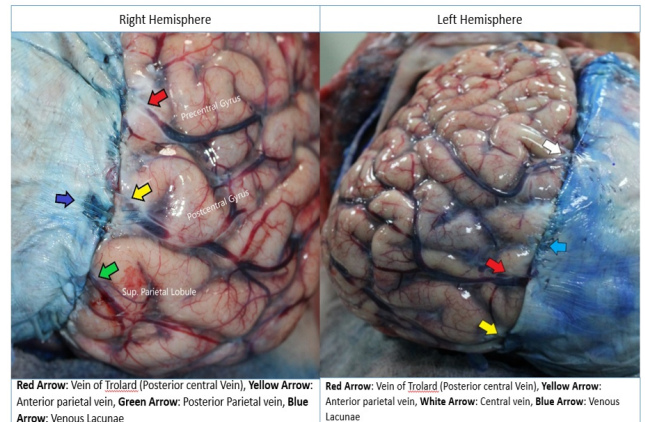 Right Hemisphere
Left Hemisphere
Precentral Gyrus
Postcentral Gyrus
Sup. Parietal Lobule
Red Arrow: Vein of Trolard (Posterior central Vein), Yellow Arrow:
Anterior parietal vein, Green Arrow: Posterior Parietal vein, Blue
Arrow: Venous Lacunae
Red Arrow: Vein of Trolard (Posterior central Vein), Yellow Arrow:
Anterior parietal vein, White Arrow: Central vein, Blue Arrow: Venous
Lacunae